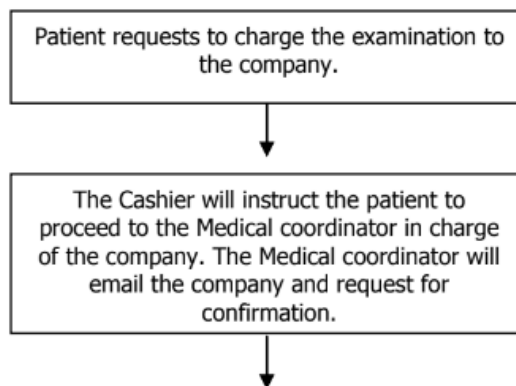 Patient requests to charge the examination to
the company.
The Cashier will instruct the patient to
proceed to the Medical coordinator in charge
of the company. The Medical coordinator will
email the company and request for
confirmation.